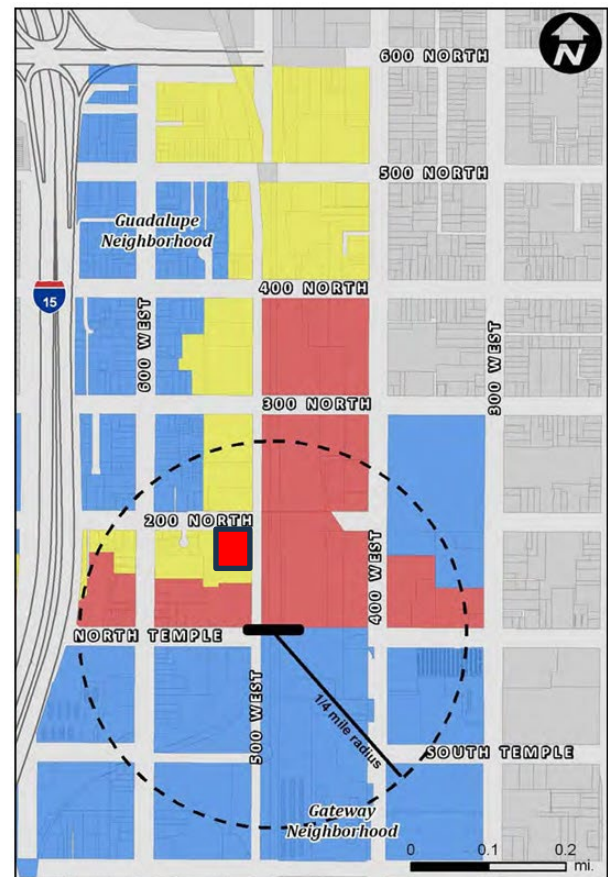 N
600 NORTH
500 NORTH
Guadalupe
Neighborhood
400 NORTH
15
600 WEST
300 WEST
300 NORTH
200 NORTH
400 WEST
NORTH TEMPLE
500 WEST
1/4 mile radius
SOUTH TEMPLE
Gateway
Neighborhood
0 0.1 0.2
mi.